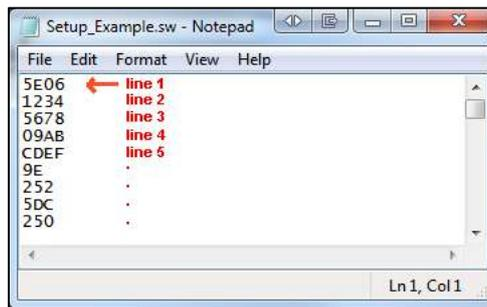 Setup_Example.sw - Notepad
File Edit Format View Help
5E06 line 1
1234 line 2
5678 line 3
09AB line 4
CDEF line 5
9E .
252 .
5DC .
250 .
Ln 1, Col 1